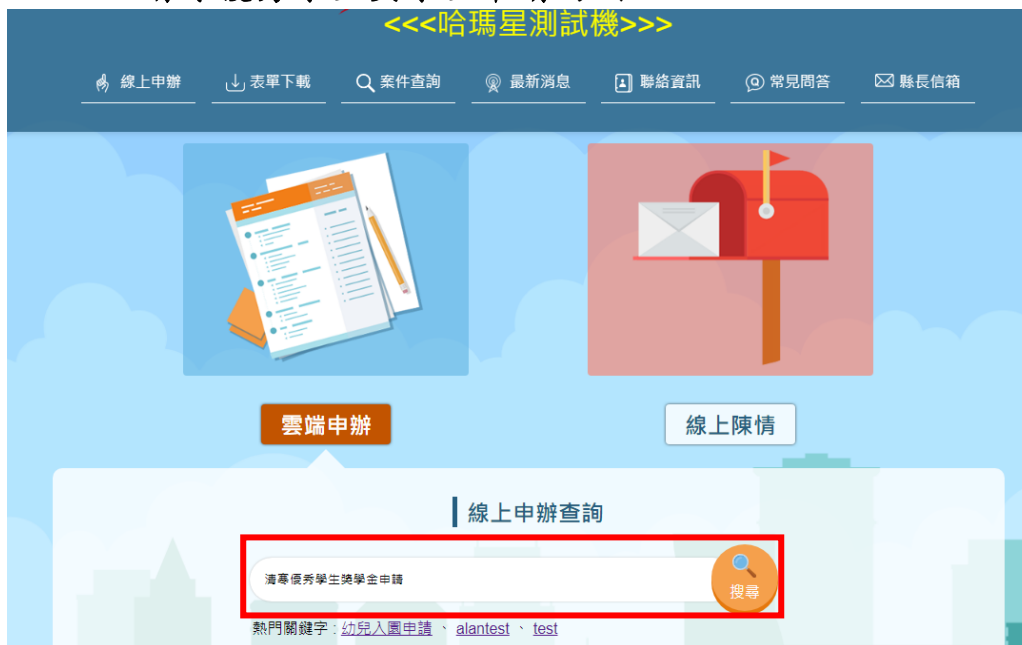 <<<哈瑪星測試機>>>
線上申辦 表單下載 案件查詢 最新消息 聯絡資訊 常見問答 縣長信箱
雲端申辦 線上陳情
線上申辦查詢
清寒優秀學生獎學金申請 搜尋
熱門關鍵字 : 幼兒入園申請 、 alantest 、 test